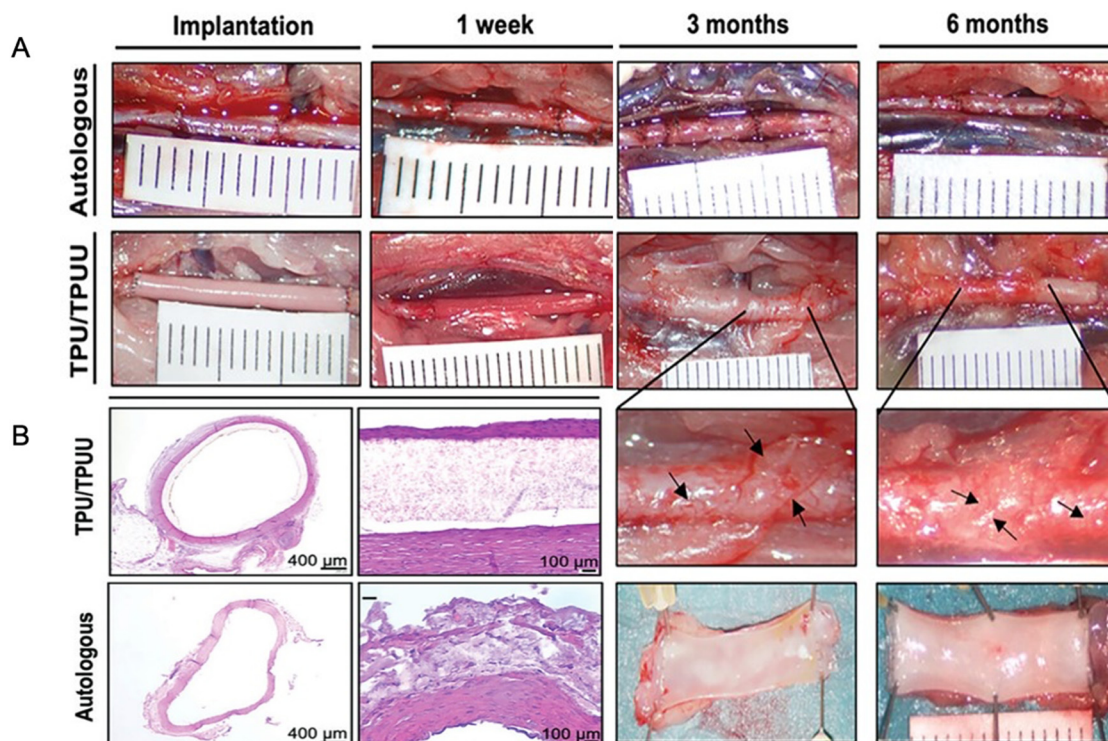 A
Implantation
1 week
3 months
6 months
Autologous
TPU/TPUU
B
TPU/TPUU
400 µm
100 µm
Autologous
400 µm
100 µm